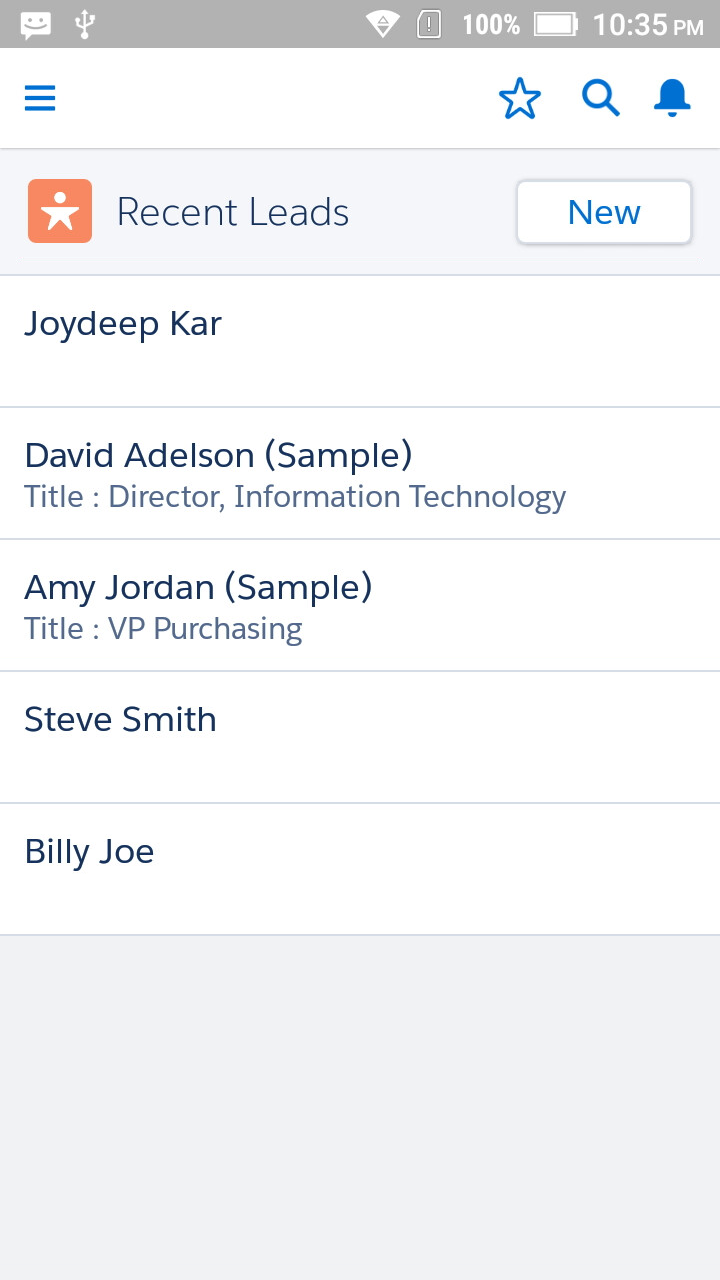 100% 10:35 PM
Recent Leads
New
Joydeep Kar
David Adelson (Sample)
Title : Director, Information Technology
Amy Jordan (Sample)
Title : VP Purchasing
Steve Smith
Billy Joe